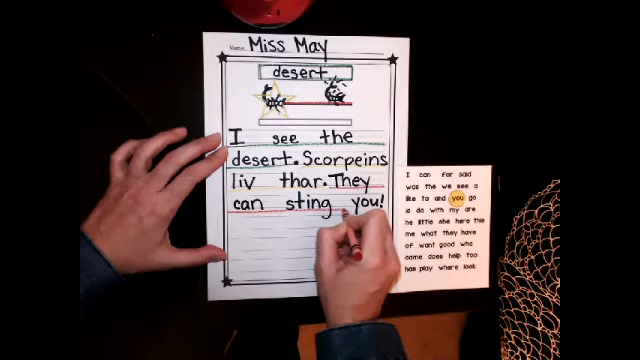 Name: Miss May
desert
I see the
desert. Scorpeins
liv thar. They
can sting you!
I can for said
was the we see a
like to and you go
is do with my are
he little she here this
me what they have
of want good who
come does help too
has play where look